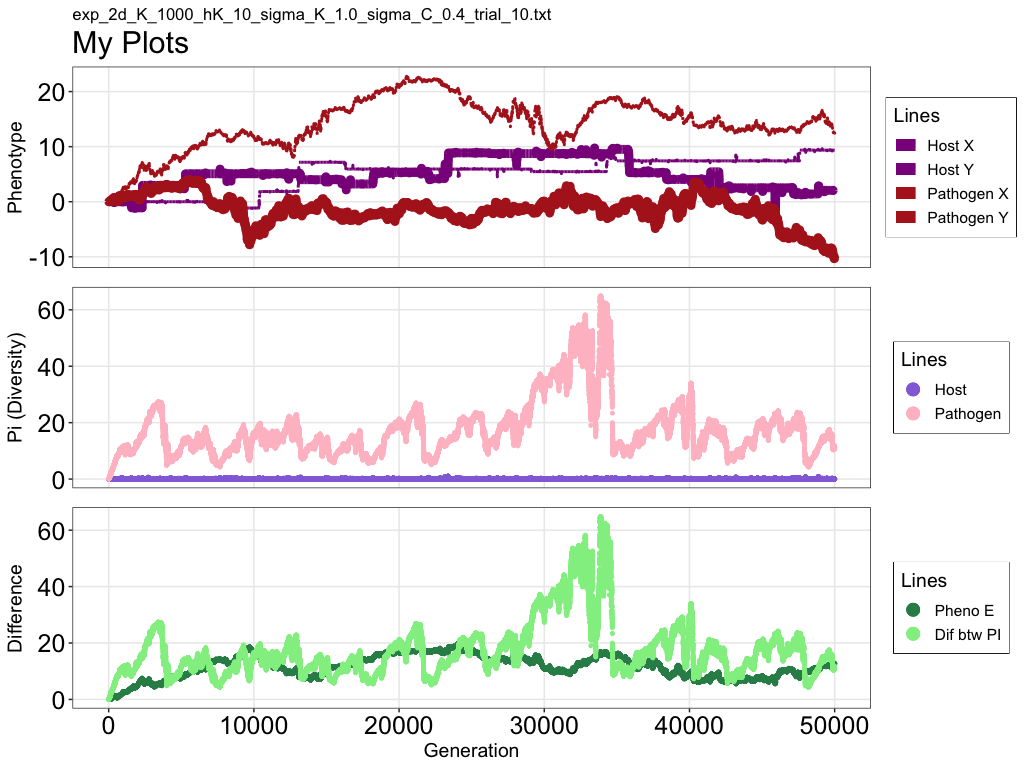 exp_2d_K_1000_hK_10_sigma_K_1.0_sigma_C_0.4_trial_10.txt
My Plots
Phenotype
20
10
0
-10
Lines
Host X
Host Y
Pathogen X
Pathogen Y
Pi (Diversity)
60
40
20
0
Lines
Host
Pathogen
Difference
60
40
20
0
Lines
Pheno E
Dif btw PI
0 10000 20000 30000 40000 50000
Generation